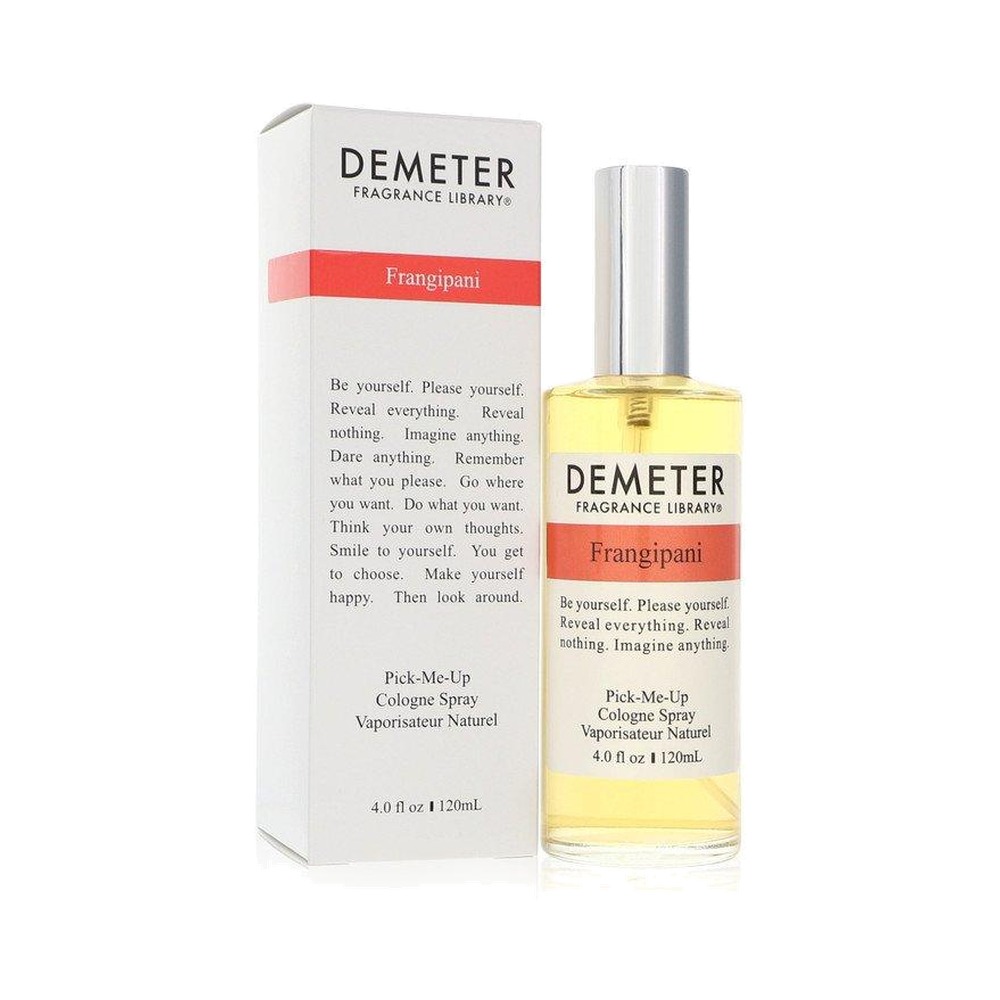 DEMETER
FRAGRANCE LIBRARY®
Frangipani
Be yourself. Please yourself.
Reveal everything. Reveal
nothing. Imagine anything.
Dare anything. Remember
what you please. Go where
you want. Do what you want.
Think your own thoughts.
Smile to yourself. You get
to choose. Make yourself
happy. Then look around.
Pick-Me-Up
Cologne Spray
Vaporisateur Naturel
4.0 fl oz ▮ 120mL
DEMETER
FRAGRANCE LIBRARY®
Frangipani
Be yourself. Please yourself.
Reveal everything. Reveal
nothing. Imagine anything.
Pick-Me-Up
Cologne Spray
Vaporisateur Naturel
4.0 fl oz ▮ 120mL